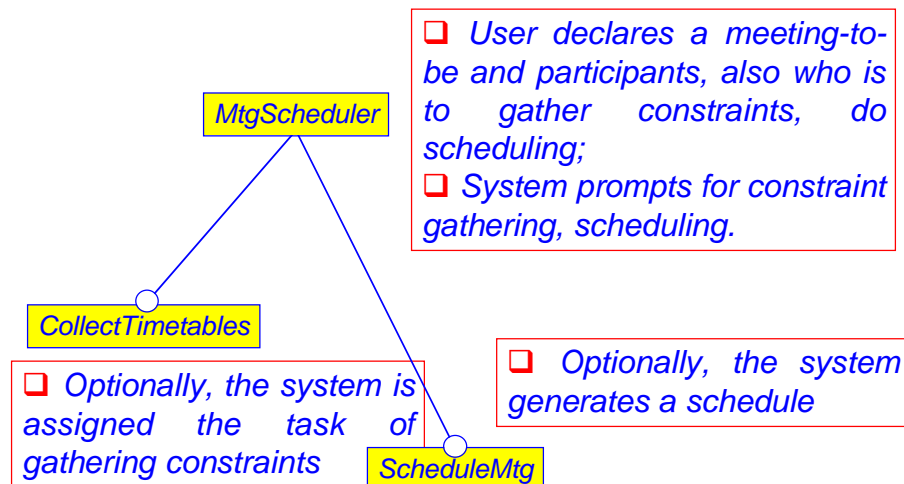 ❑ User declares a meeting-to-
be and participants, also who is
to gather constraints, do
scheduling;
❑ System prompts for constraint
gathering, scheduling.
MtgScheduler
CollectTimetables
❑ Optionally, the system is
assigned the task of
gathering constraints
❑ Optionally, the system
generates a schedule
ScheduleMtg